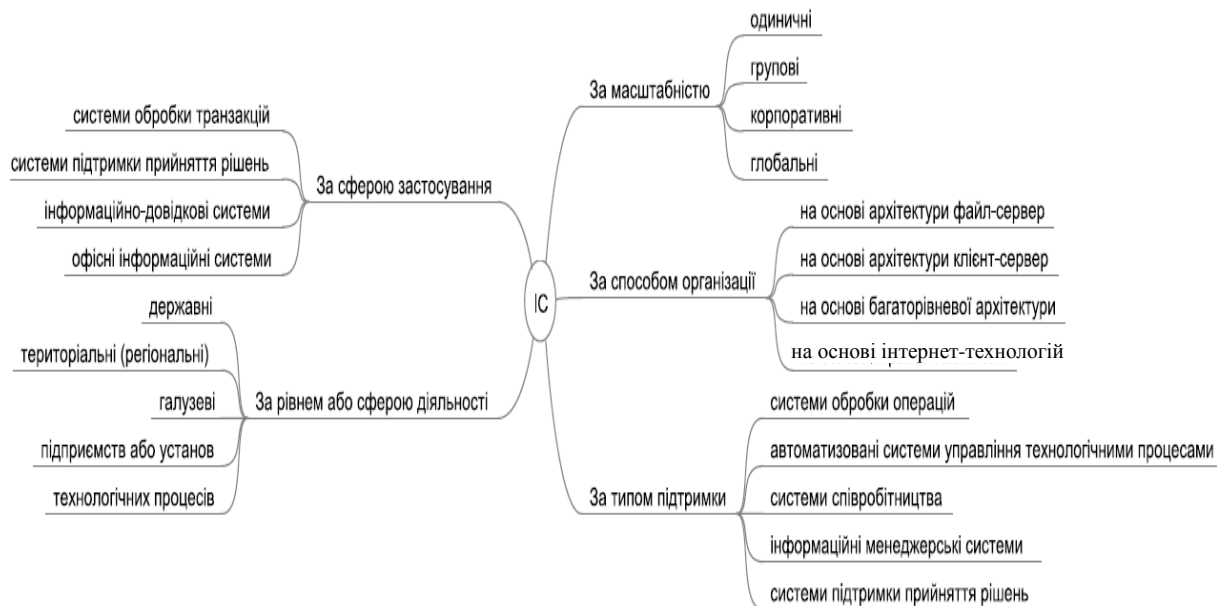 За сферою застосування
системи обробки транзакцій
системи підтримки прийняття рішень
інформаційно-довідкові системи
офісні інформаційні системи
За рівнем або сферою діяльності
державні
територіальні (регіональні)
галузеві
підприємств або установ
технологічних процесів
ІС
За масштабністю
одиничні
групові
корпоративні
глобальні
За способом організації
на основі архітектури файл-сервер
на основі архітектури клієнт-сервер
на основі багаторівневої архітектури
на основі інтернет-технологій
За типом підтримки
системи обробки операцій
автоматизовані системи управління технологічними процесами
системи співробітництва
інформаційні менеджерські системи
системи підтримки прийняття рішень